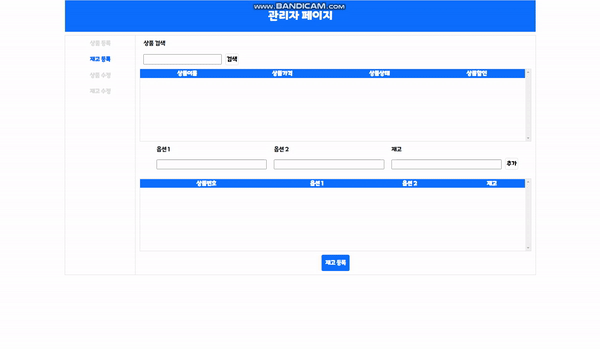 www.BANDICAM.com
관리자 페이지
상품 등록
재고 등록
상품 수정
재고 수정
상품 검색
검색
상품이름 상품가격 상품상태 상품할인
옵션 1 옵션 2 재고
추가
상품번호 옵션 1 옵션 2 재고
재고 등록